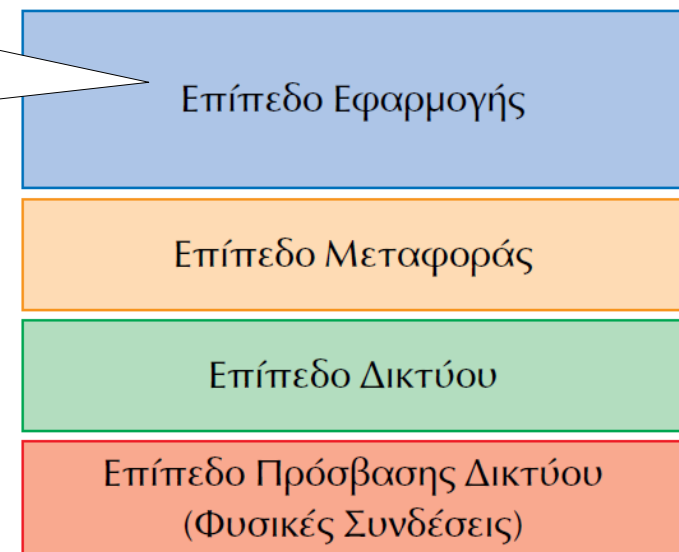 Επίπεδο Εφαρμογής
Επίπεδο Μεταφοράς
Επίπεδο Δικτύου
Επίπεδο Πρόσβασης Δικτύου
(Φυσικές Συνδέσεις)